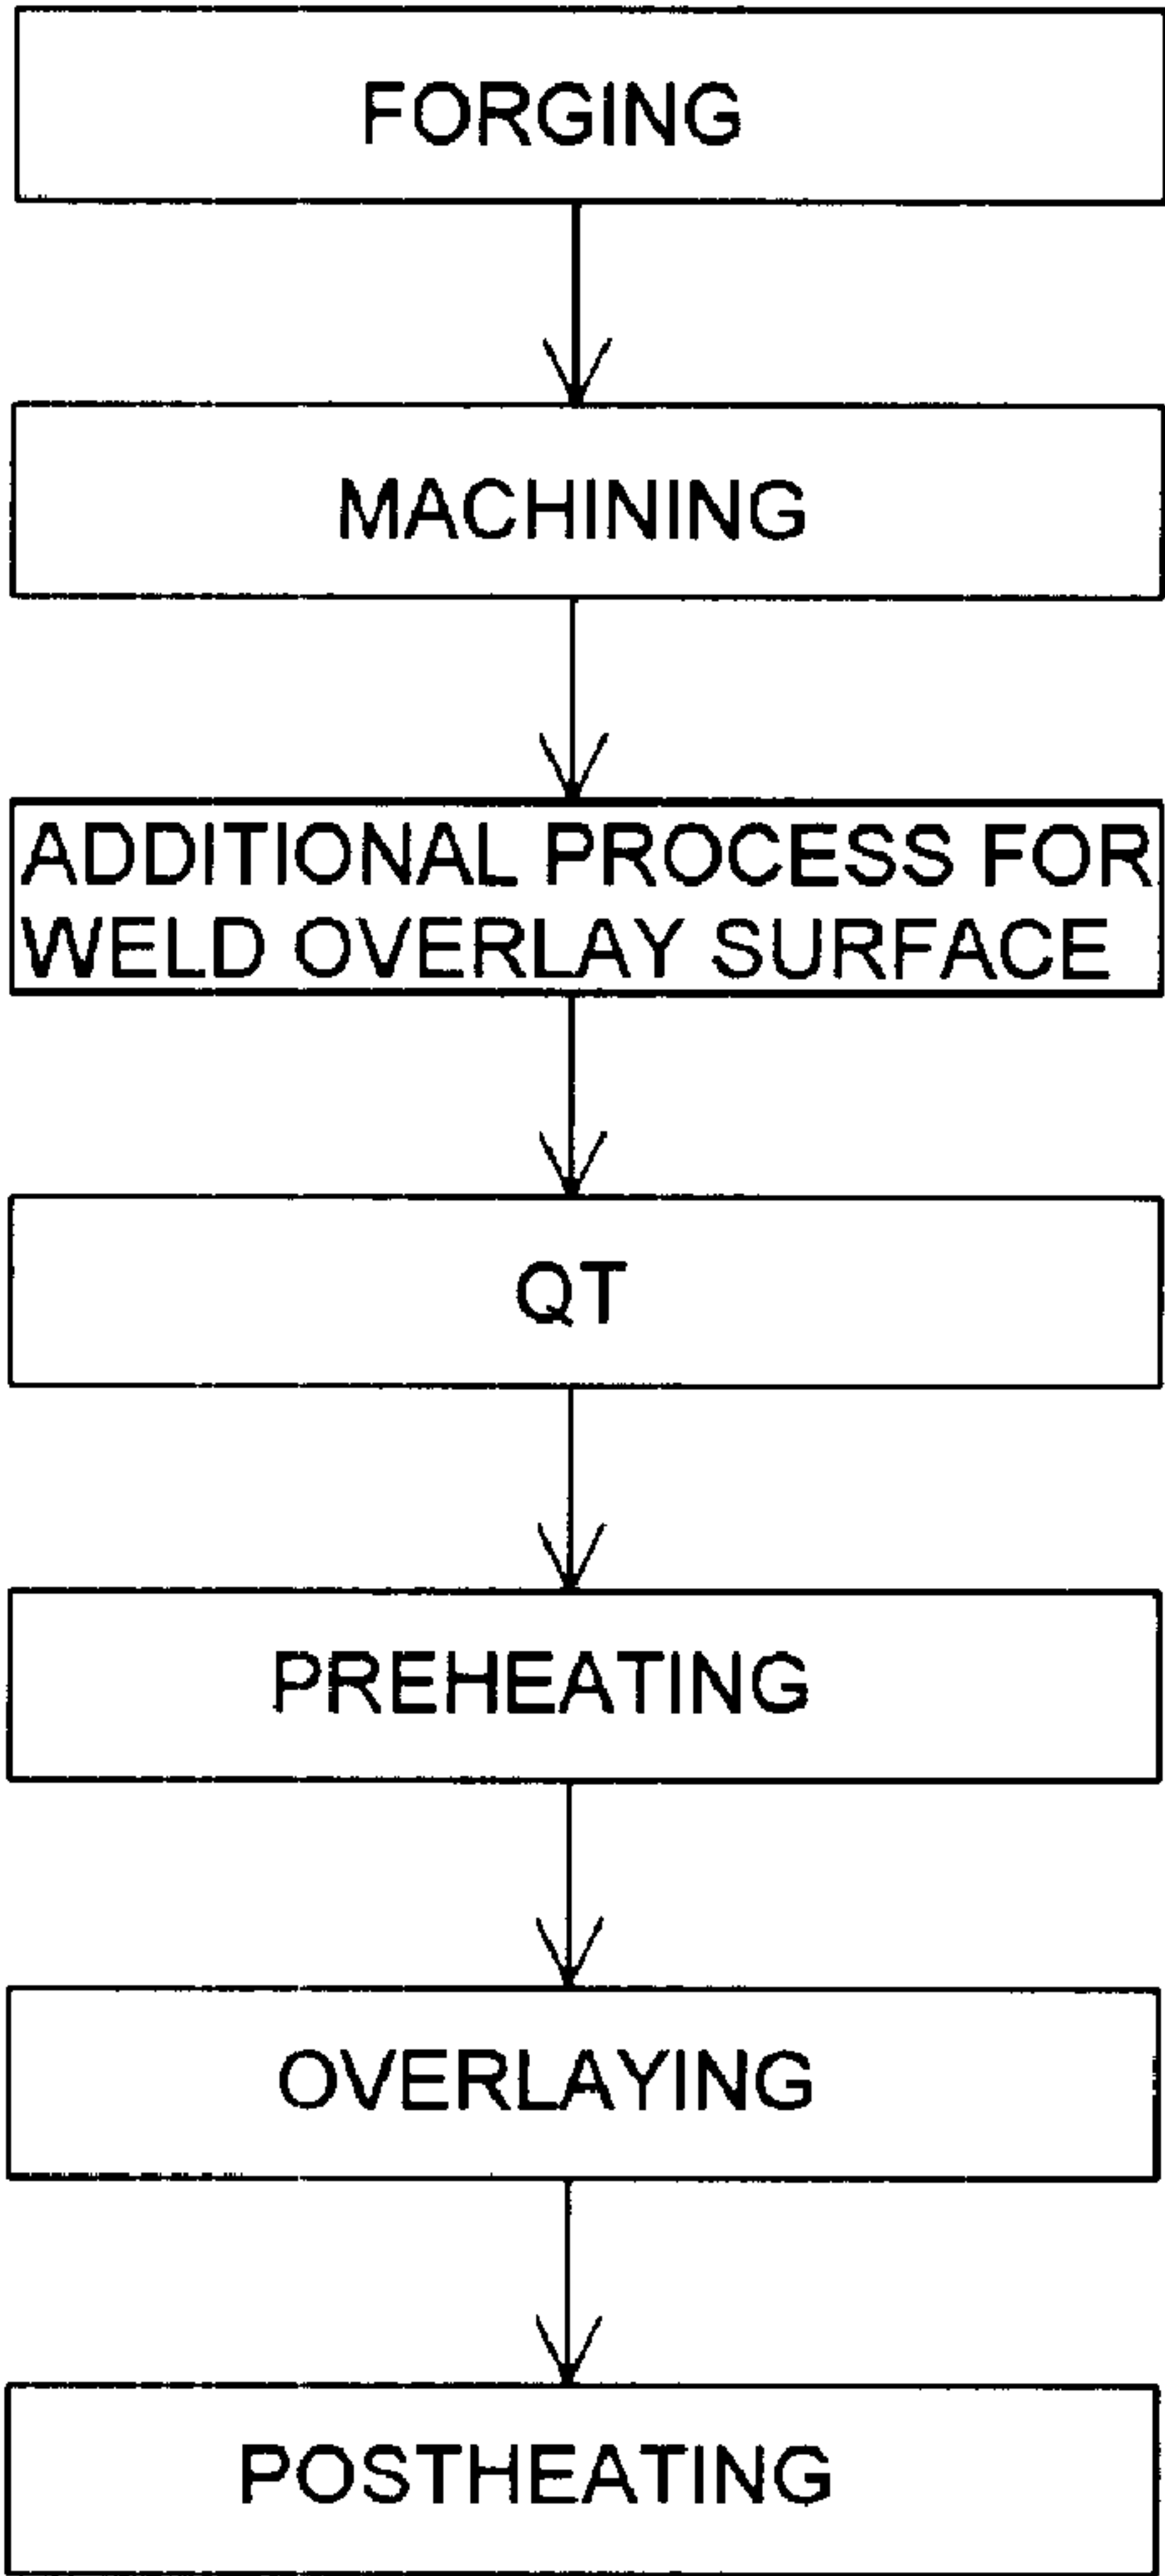 FORGING
MACHINING
ADDITIONAL PROCESS FOR
WELD OVERLAY SURFACE
QT
PREHEATING
OVERLAYING
POSTHEATING